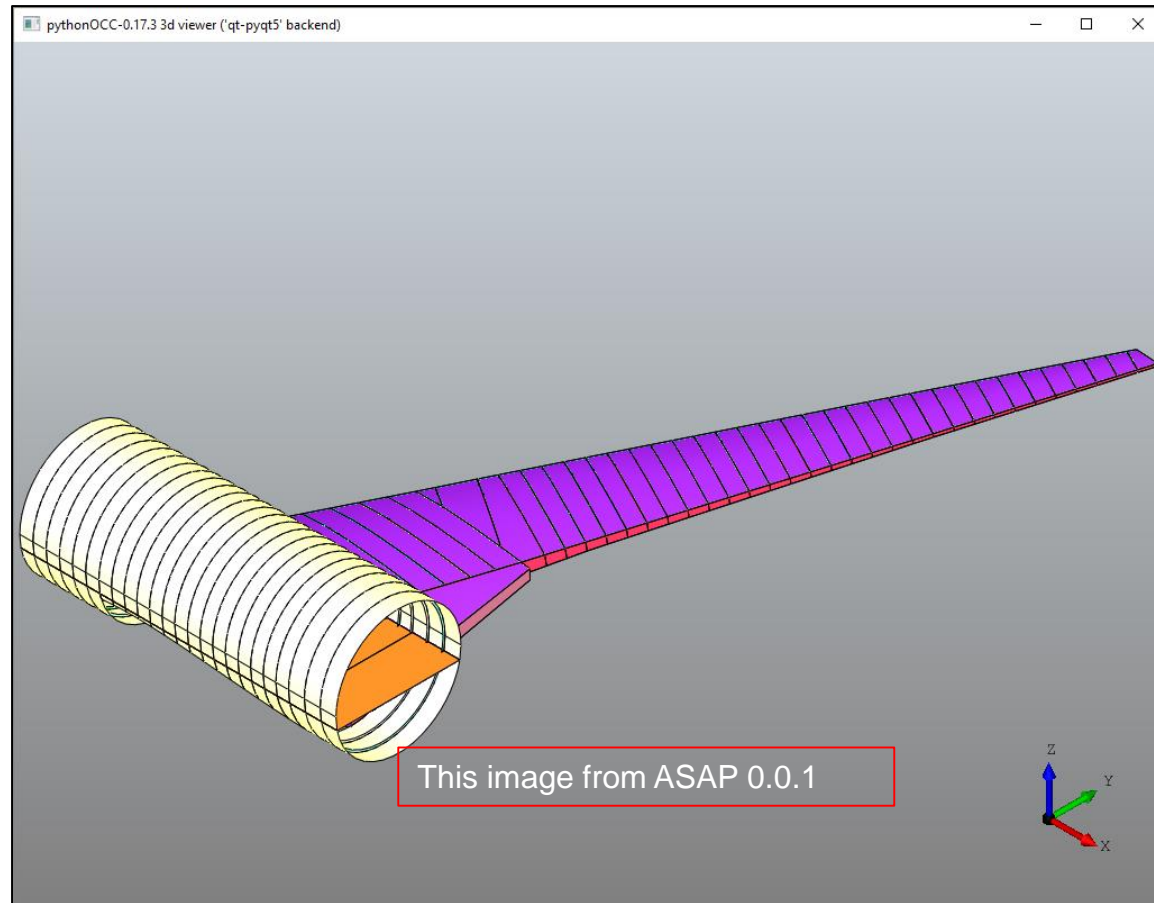 pythonOCC-0.17.3 3d viewer ('qt-pyqt5' backend)
This image from ASAP 0.0.1
Z
Y
X